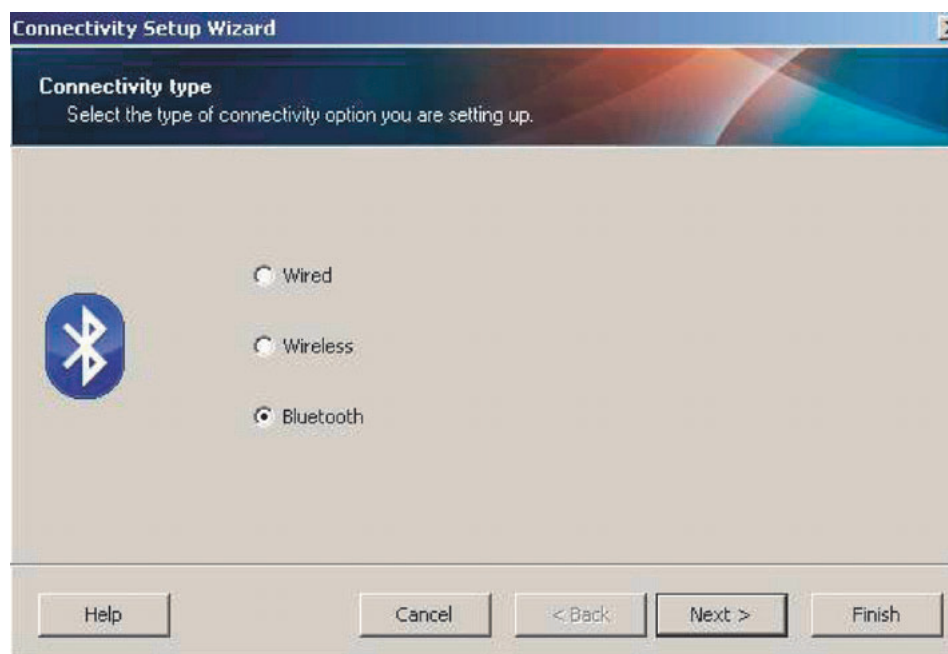 Connectivity Setup Wizard
Connectivity type
Select the type of connectivity option you are setting up.
Wired
Wireless
Bluetooth
Help Cancel < Back Next > Finish